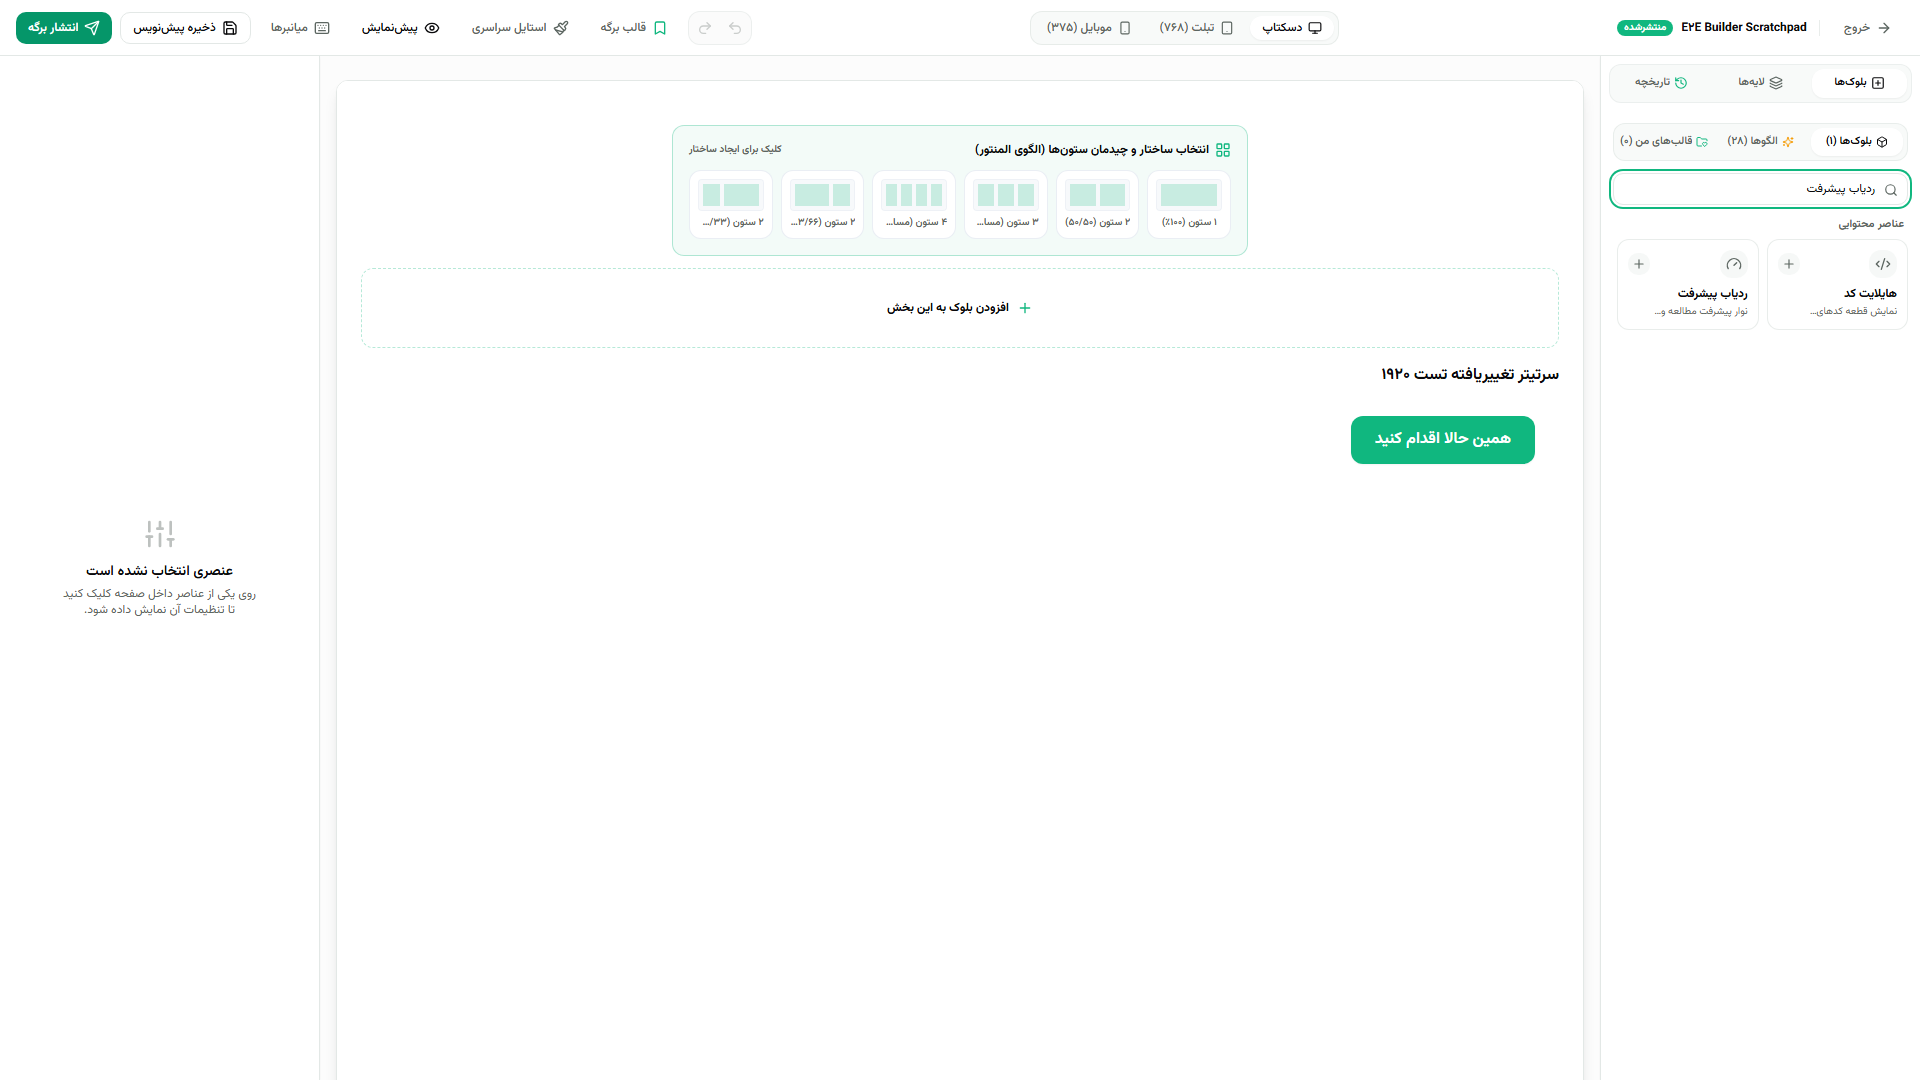 خروج
E2E Builder Scratchpad
منتشرشده
دسکتاپ
تبلت (۷۶۸)
موبایل (۳۷۵)
قالب برگه
استایل سراسری
پیش‌نمایش
میانبرها
ذخیره پیش‌نویس
انتشار برگه
بلوک‌ها
لایه‌ها
تاریخچه
بلوک‌ها (۱)
الگوها (۲۸)
قالب‌های من (۰)
ردیاب پیشرفت
عناصر محتوایی
هایلایت کد
نمایش قطعه کدهای...
ردیاب پیشرفت
نوار پیشرفت مطالعه و...
انتخاب ساختار و چیدمان ستون‌ها (الگوی المنتور)
کلیک برای ایجاد ساختار
۱ ستون (۱۰۰٪)
۲ ستون (۵۰/۵۰)
۳ ستون (مسا...
۴ ستون (مسا...
۲ ستون (۳/۶۶...
۲ ستون (۳۳/...
افزودن بلوک به این بخش
سرتیتر تغییریافته تست ۱۹۲۰
همین حالا اقدام کنید
عنصری انتخاب نشده است
روی یکی از عناصر داخل صفحه کلیک کنید
تا تنظیمات آن نمایش داده شود.